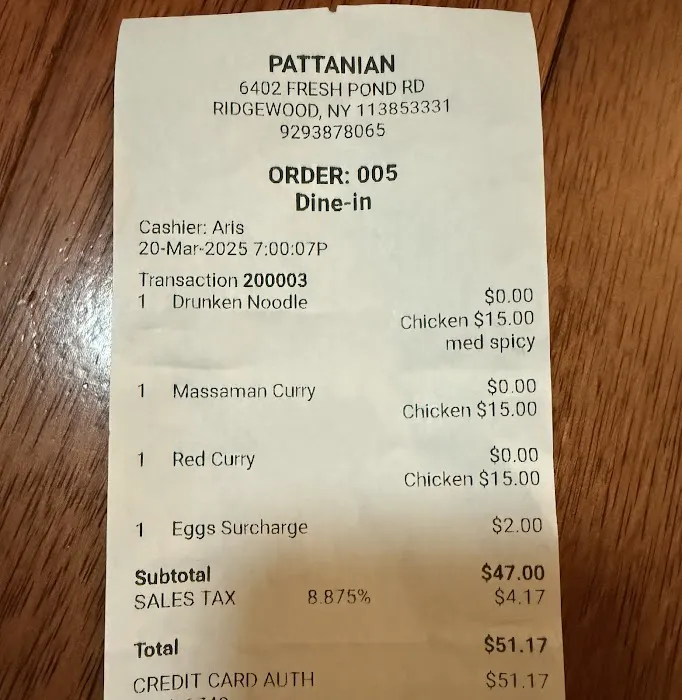 PATTANIAN
6402 FRESH POND RD
RIDGEWOOD, NY 113853331
9293878065
ORDER: 005
Dine-in
Cashier: Aris
20-Mar-2025 7:00:07P
Transaction 200003
1 Drunken Noodle $0.00
Chicken $15.00
med spicy
1 Massaman Curry $0.00
Chicken $15.00
1 Red Curry $0.00
Chicken $15.00
1 Eggs Surcharge $2.00
Subtotal $47.00
SALES TAX 8.875% $4.17
Total $51.17
CREDIT CARD AUTH $51.17